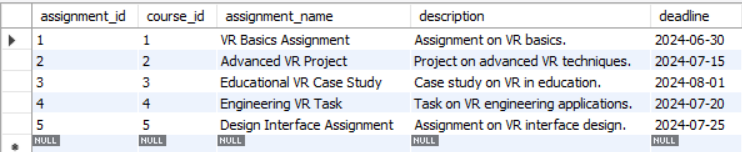 assignment_id course_id assignment_name description deadline
1 1 VR Basics Assignment Assignment on VR basics. 2024-06-30
2 2 Advanced VR Project Project on advanced VR techniques. 2024-07-15
3 3 Educational VR Case Study Case study on VR in education. 2024-08-01
4 4 Engineering VR Task Task on VR engineering applications. 2024-07-20
5 5 Design Interface Assignment Assignment on VR interface design. 2024-07-25
NULL NULL NULL NULL NULL